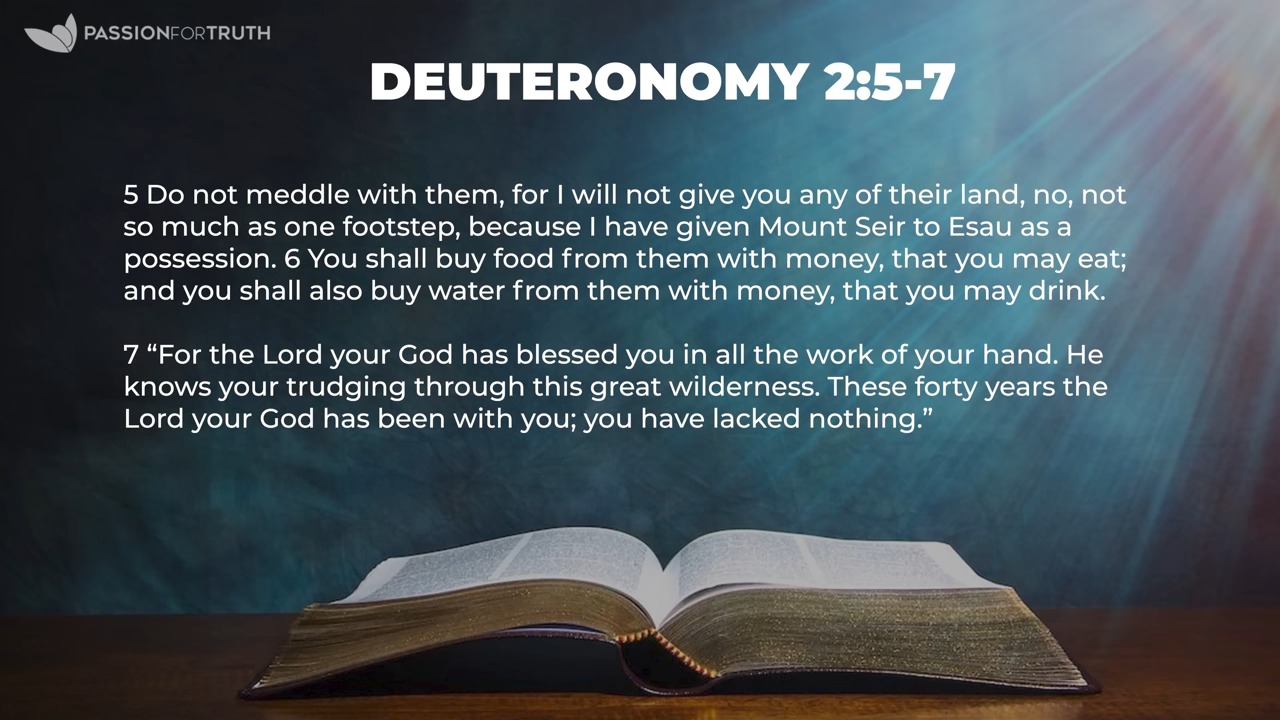 PASSIONFORTRUTH
DEUTERONOMY 2:5-7
5 Do not meddle with them, for I will not give you any of their land, no, not
so much as one footstep, because I have given Mount Seir to Esau as a
possession. 6 You shall buy food from them with money, that you may eat;
and you shall also buy water from them with money, that you may drink.
7 “For the Lord your God has blessed you in all the work of your hand. He
knows your trudging through this great wilderness. These forty years the
Lord your God has been with you; you have lacked nothing.”